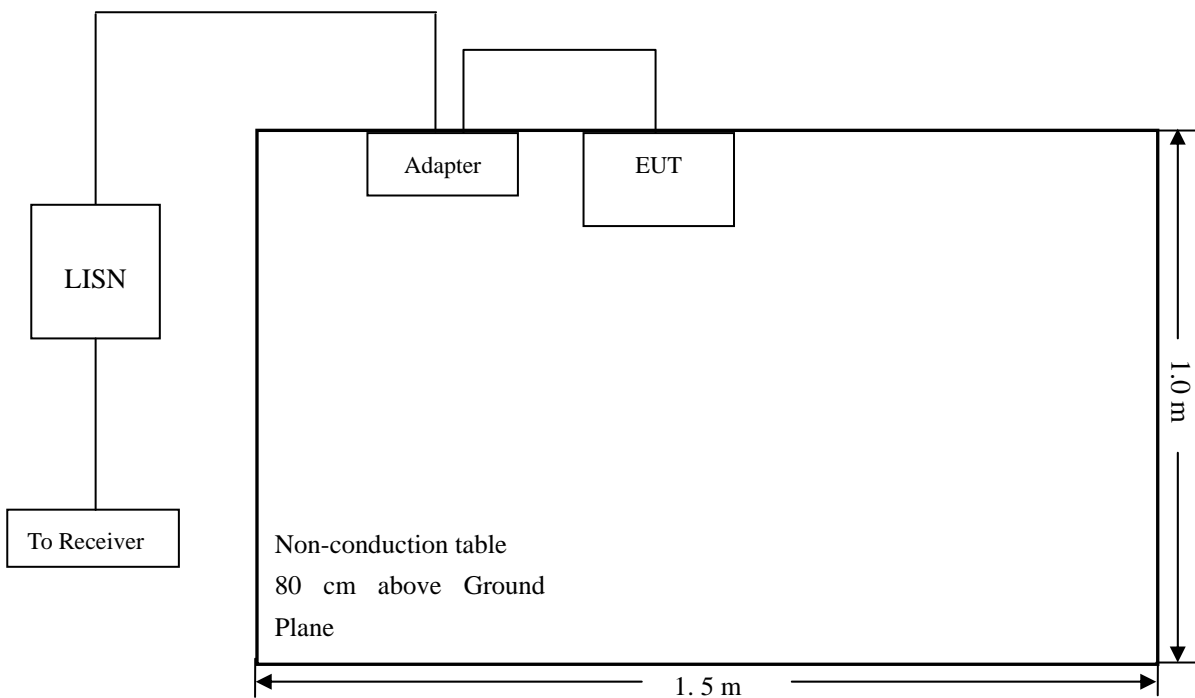 Adapter
EUT
LISN
1.0 m
To Receiver
Non-conduction table
80 cm above Ground
Plane
1. 5 m